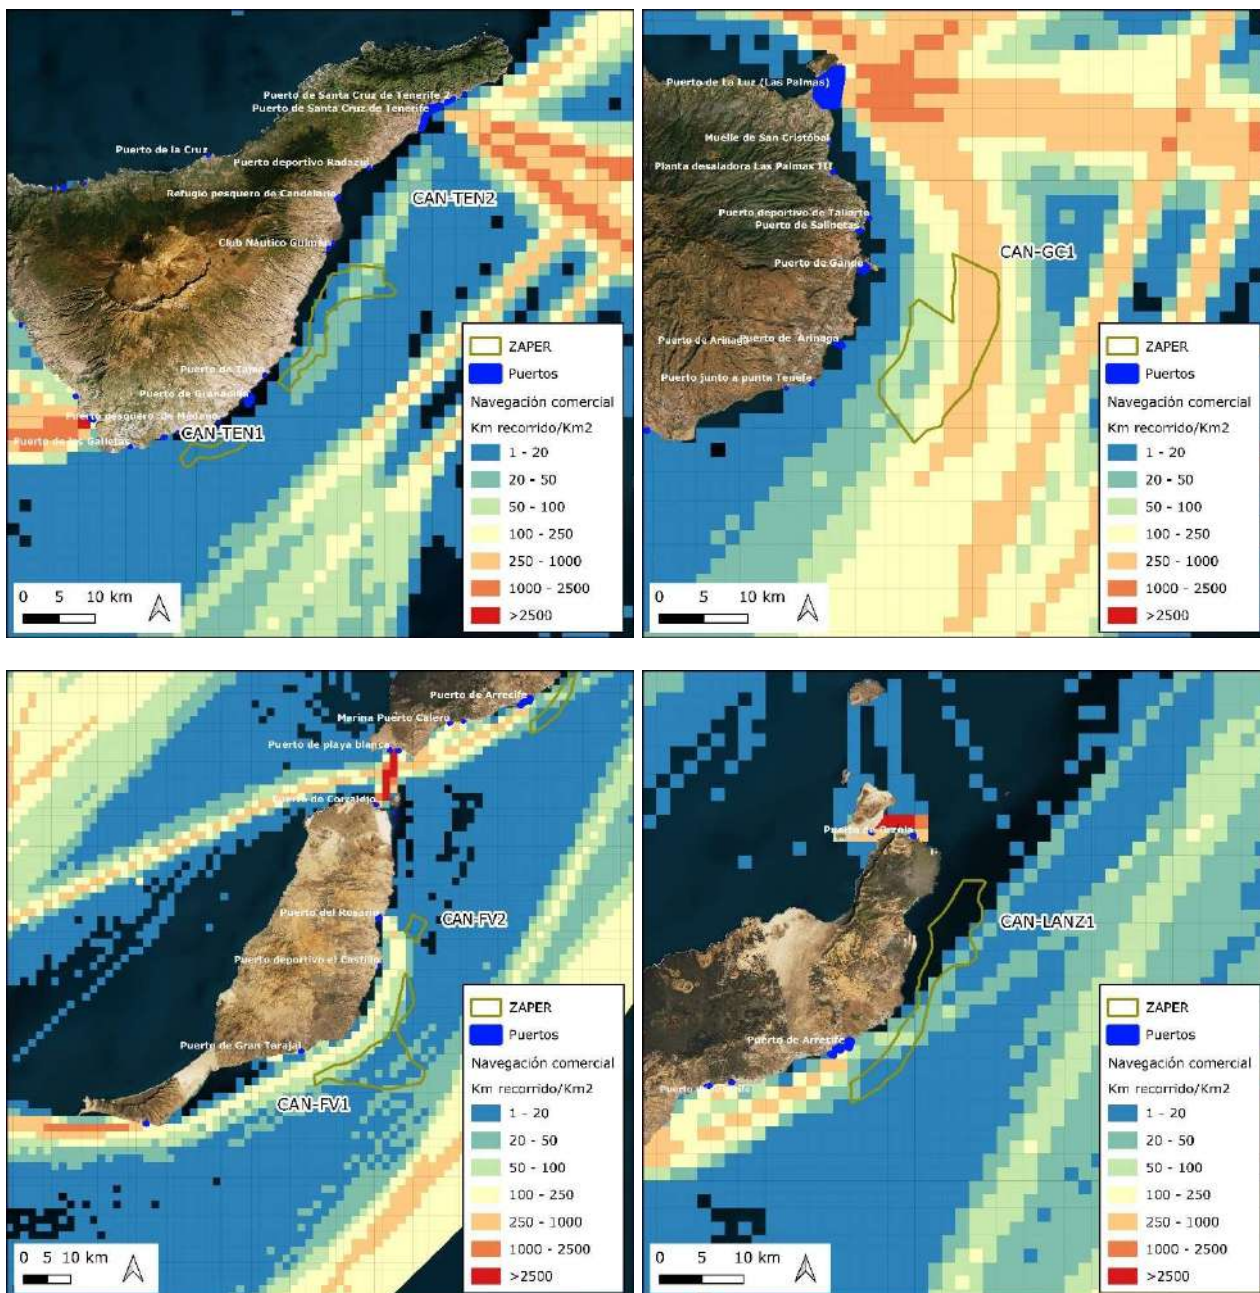 Puerto de Santa Cruz de Tenerife 2
Puerto de Santa Cruz de Tenerife
Puerto de la Cruz
Puerto deportivo Radazul
Refugio pesquero de Candelaria
CAN-TEN2
Club Náutico Guímar
Puerto de Granadilla
Puerto pesquero de Médano
CAN-TEN1
Puerto de las Galletas
ZAPER
Puertos
Navegación comercial
Km recorrido/Km2
1 - 20
20 - 50
50 - 100
100 - 250
250 - 1000
1000 - 2500
>2500
0 5 10 km
Puerto de La Luz (Las Palmas)
Muelle de San Cristóbal
Planta desaladora Las Palmas III
Puerto deportivo de Taliarte
Puerto de Salinetas
CAN-GC1
Puerto de Gando
Puerto de Arinaga
Puerto de Arinaga
Puerto junto a punta Tenefe
ZAPER
Puertos
Navegación comercial
Km recorrido/Km2
1 - 20
20 - 50
50 - 100
100 - 250
250 - 1000
1000 - 2500
>2500
0 5 10 km
Puerto de Arrecife
Marina Puerto Calero
Puerto de playa blanca
Puerto de Corralejo
Puerto del Rosario
CAN-FV2
Puerto deportivo el Castillo
Puerto de Gran Tarajal
CAN-FV1
ZAPER
Puertos
Navegación comercial
Km recorrido/Km2
1 - 20
20 - 50
50 - 100
100 - 250
250 - 1000
1000 - 2500
>2500
0 5 10 km
Puerto de Órzola
CAN-LANZ1
Puerto de Arrecife
ZAPER
Puertos
Navegación comercial
Km recorrido/Km2
1 - 20
20 - 50
50 - 100
100 - 250
250 - 1000
1000 - 2500
>2500
0 5 10 km